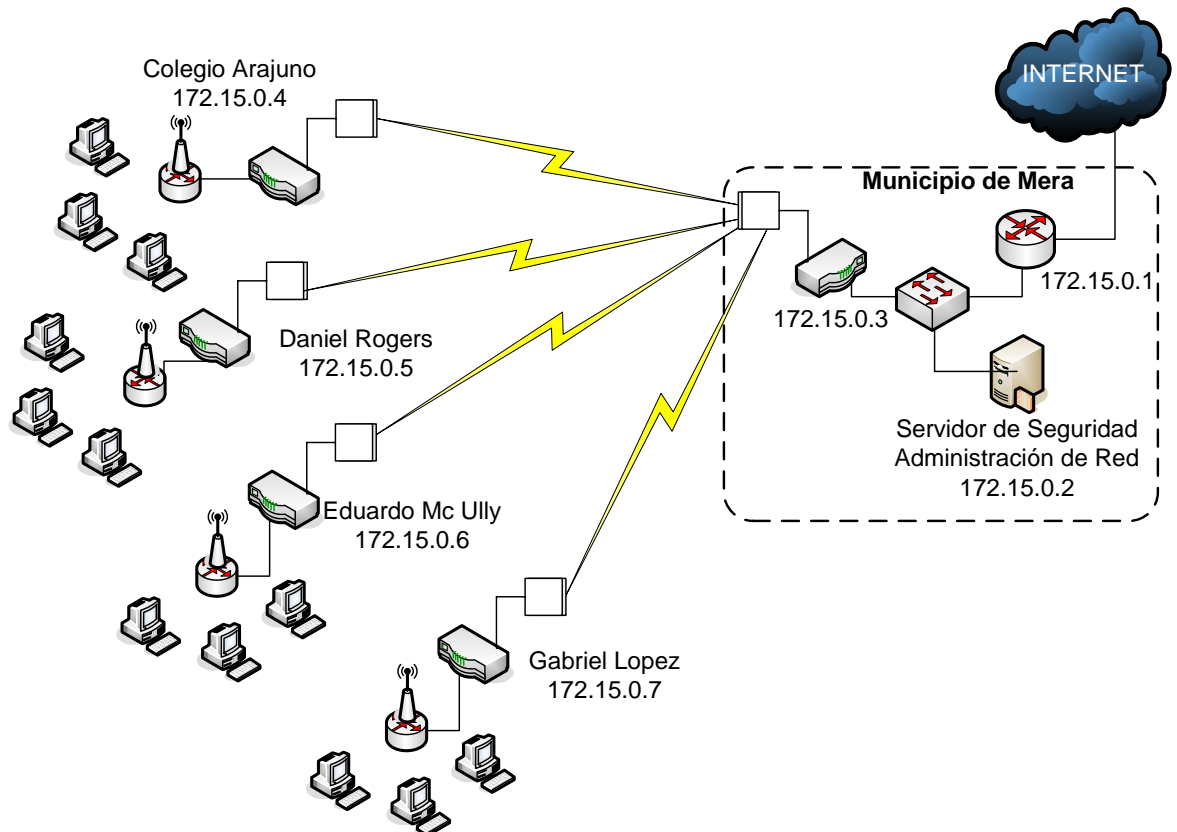 Colegio Arajuno
172.15.0.4
INTERNET
Municipio de Mera
172.15.0.1
172.15.0.3
Daniel Rogers
172.15.0.5
Servidor de Seguridad
Administración de Red
172.15.0.2
Eduardo Mc Ully
172.15.0.6
Gabriel Lopez
172.15.0.7